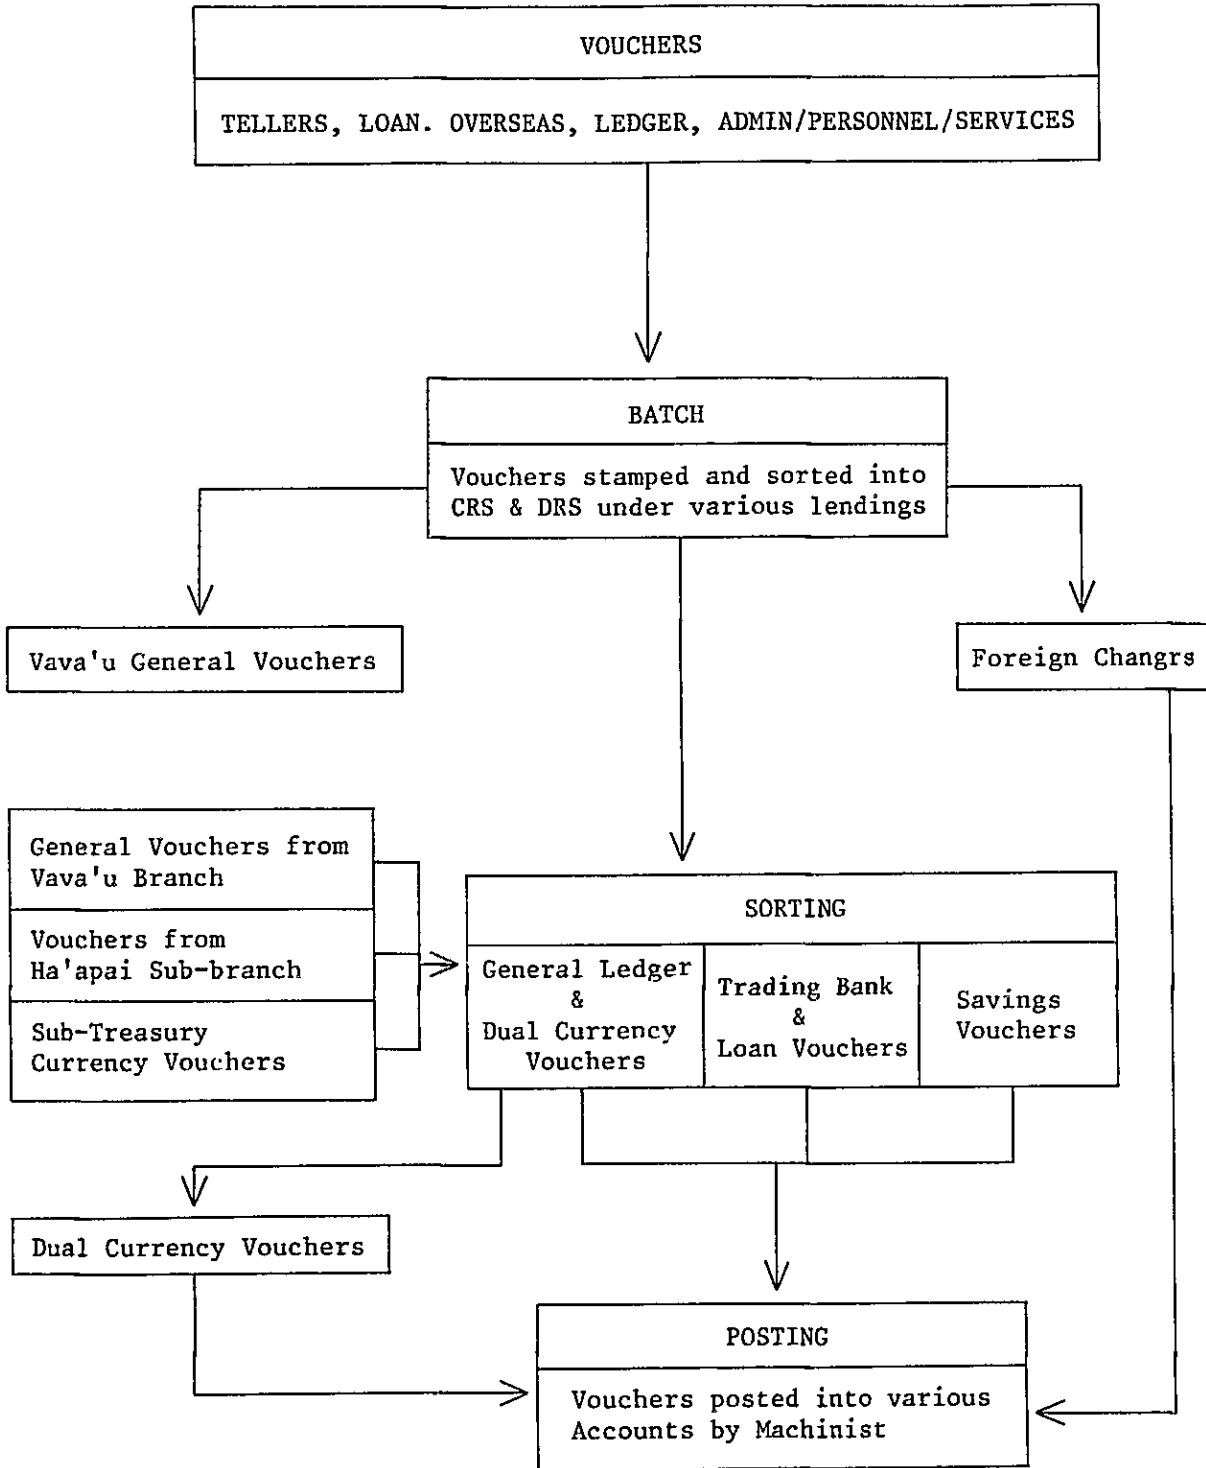 VOUCHERS
TELLERS, LOAN. OVERSEAS, LEDGER, ADMIN/PERSONNEL/SERVICES
BATCH
Vouchers stamped and sorted into
CRS & DRS under various lendings
Vava'u General Vouchers
Foreign Changrs
General Vouchers from
Vava'u Branch
Vouchers from
Ha'apai Sub-branch
Sub-Treasury
Currency Vouchers
SORTING
General Ledger
&
Dual Currency
Vouchers
Trading Bank
&
Loan Vouchers
Savings
Vouchers
Dual Currency Vouchers
POSTING
Vouchers posted into various
Accounts by Machinist